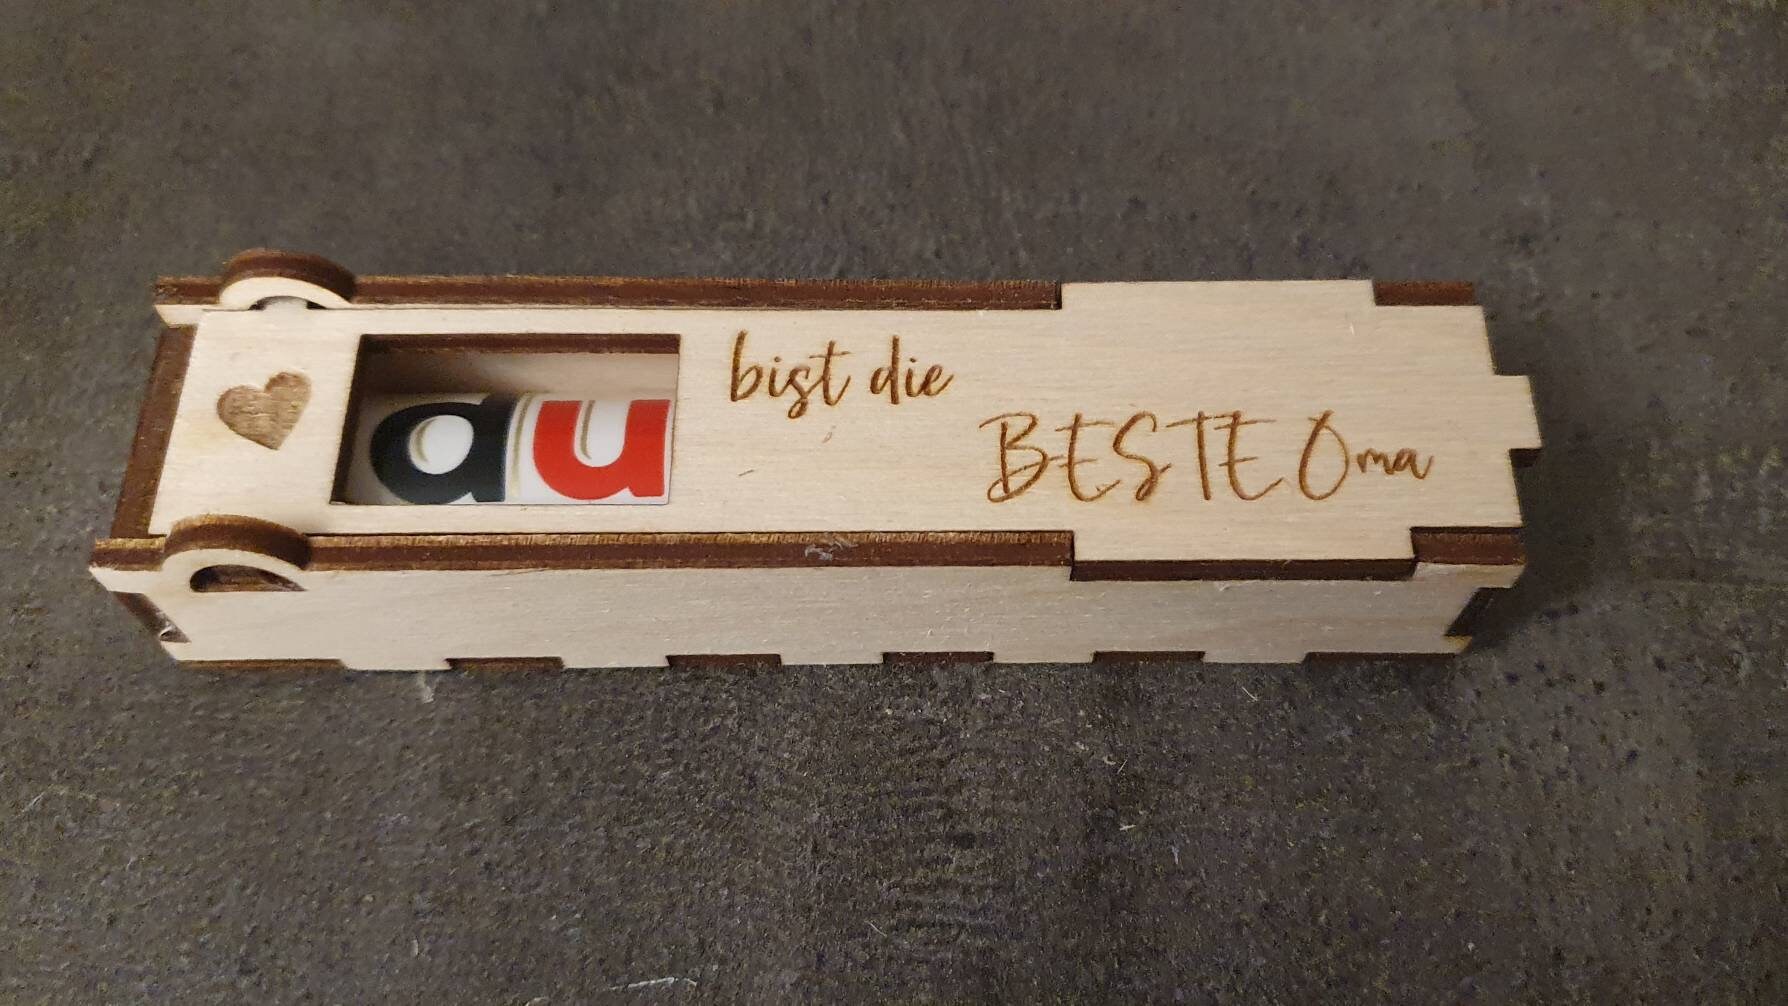 du bist die
BESTE Oma